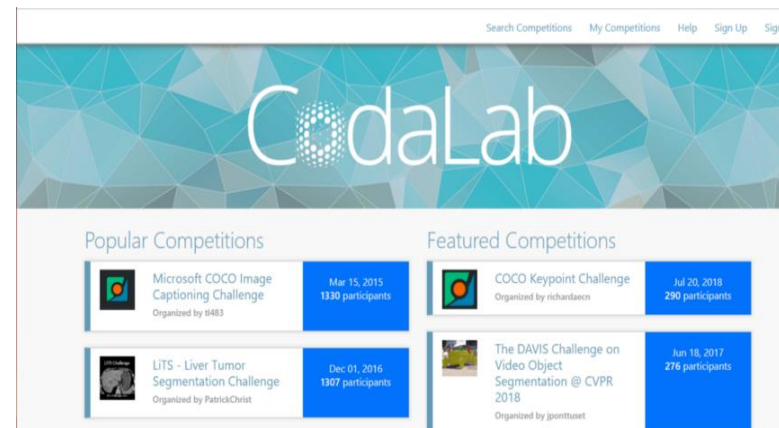 Search Competitions My Competitions Help Sign Up
CodaLab
Popular Competitions
Microsoft COCO Image
Captioning Challenge
Organized by tl483
Mar 15, 2015
1330 participants
LiTS - Liver Tumor
Segmentation Challenge
Organized by PatrickChrist
Dec 01, 2016
1307 participants
Featured Competitions
COCO Keypoint Challenge
Organized by richardaecn
Jul 20, 2018
290 participants
The DAVIS Challenge on
Video Object
Segmentation @ CVPR
2018
Organized by jponttuset
Jun 18, 2017
276 participants